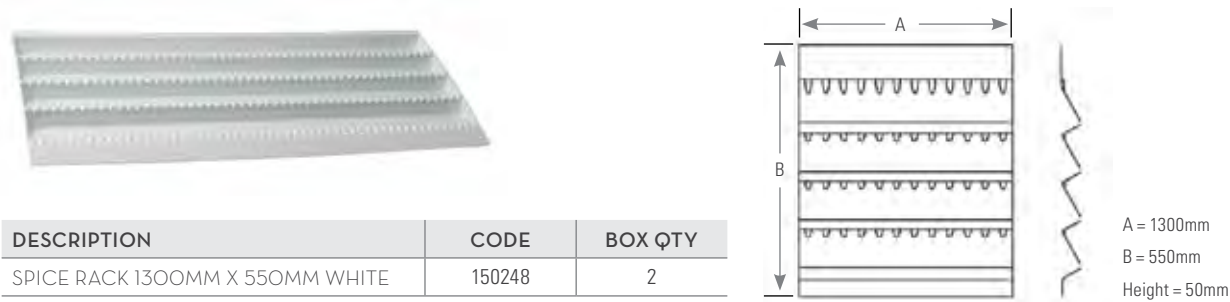 DESCRIPTION CODE BOX QTY
SPICE RACK 1300MM X 550MM WHITE 150248 2
A
B
A = 1300mm
B = 550mm
Height = 50mm